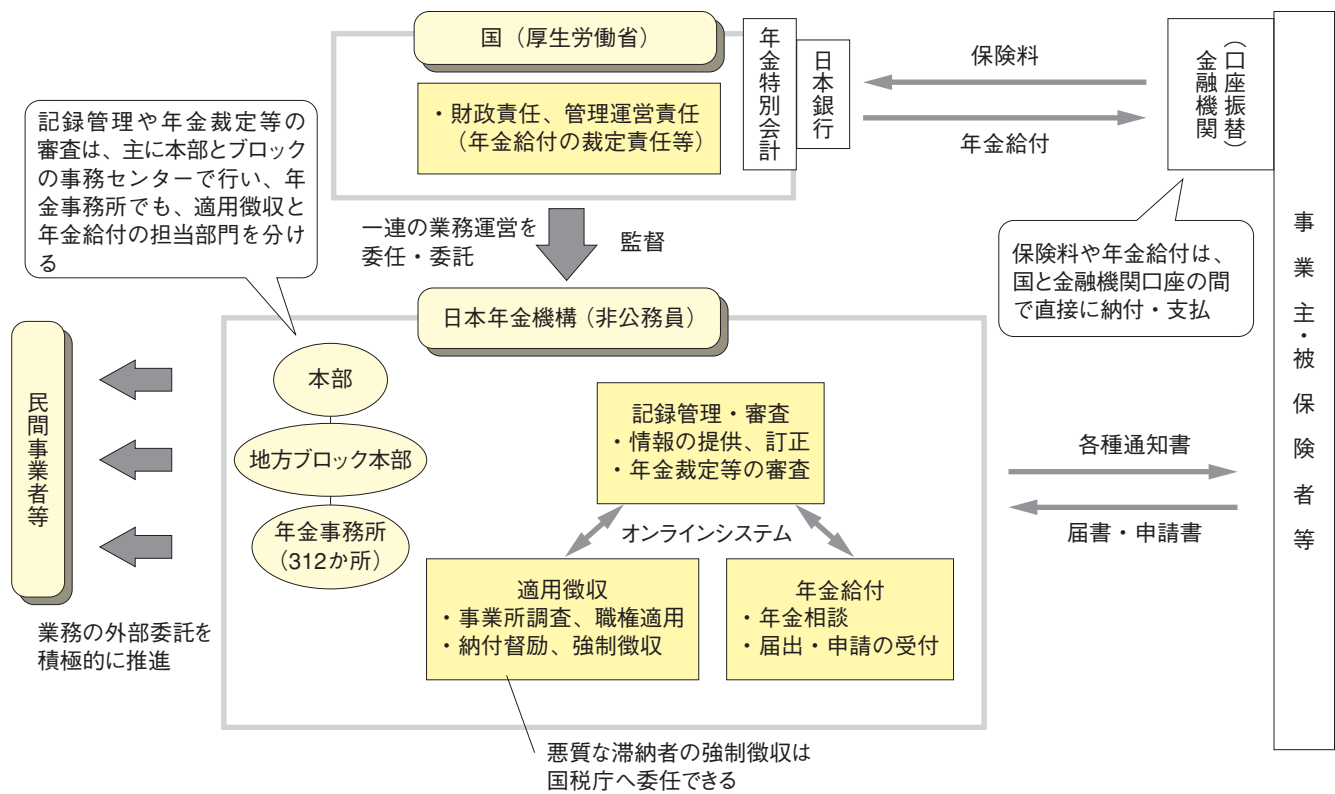 国（厚生労働省）
・財政責任、管理運営責任
（年金給付の裁定責任等）
年金特別会計
日本銀行
保険料
年金給付
（口座振替）
金融機関
記録管理や年金裁定等の
審査は、主に本部とブロック
の事務センターで行い、年
金事務所でも、適用徴収と
年金給付の担当部門を分け
る
一連の業務運営を
委任・委託
監督
保険料や年金給付は、
国と金融機関口座の間
で直接に納付・支払
事業主・被保険者等
日本年金機構（非公務員）
本部
地方ブロック本部
年金事務所
（312か所）
民間事業者等
業務の外部委託を
積極的に推進
記録管理・審査
・情報の提供、訂正
・年金裁定等の審査
オンラインシステム
適用徴収
・事業所調査、職権適用
・納付督励、強制徴収
年金給付
・年金相談
・届出・申請の受付
各種通知書
届書・申請書
悪質な滞納者の強制徴収は
国税庁へ委任できる